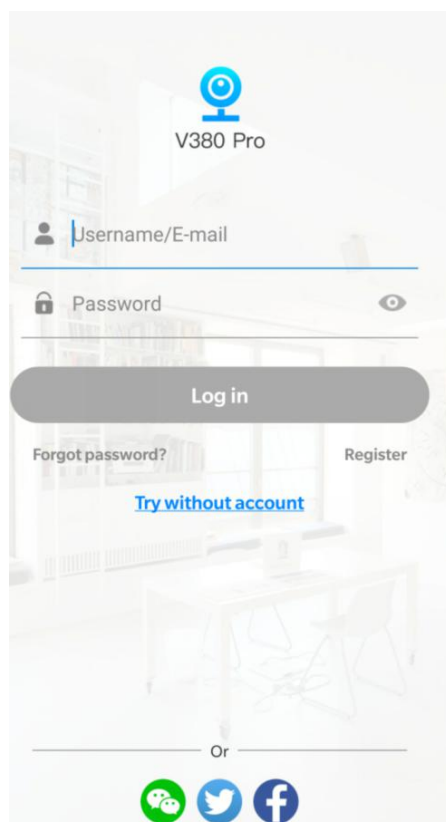 V380 Pro
Username/E-mail
Password
Log in
Forgot password? Register
Try without account
Or